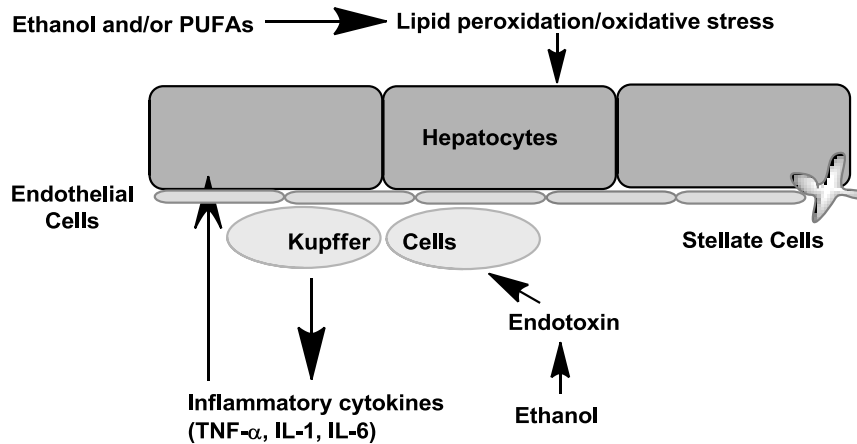 Ethanol and/or PUFAs
Lipid peroxidation/oxidative stress
Hepatocytes
Endothelial
Cells
Kupffer Cells
Stellate Cells
Endotoxin
Inflammatory cytokines
(TNF-α, IL-1, IL-6)
Ethanol